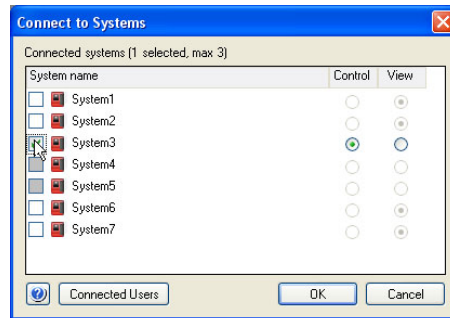 Connect to Systems
Connected systems (1 selected, max 3)
System name Control View
System1
System2
System3
System4
System5
System6
System7
Connected Users OK Cancel